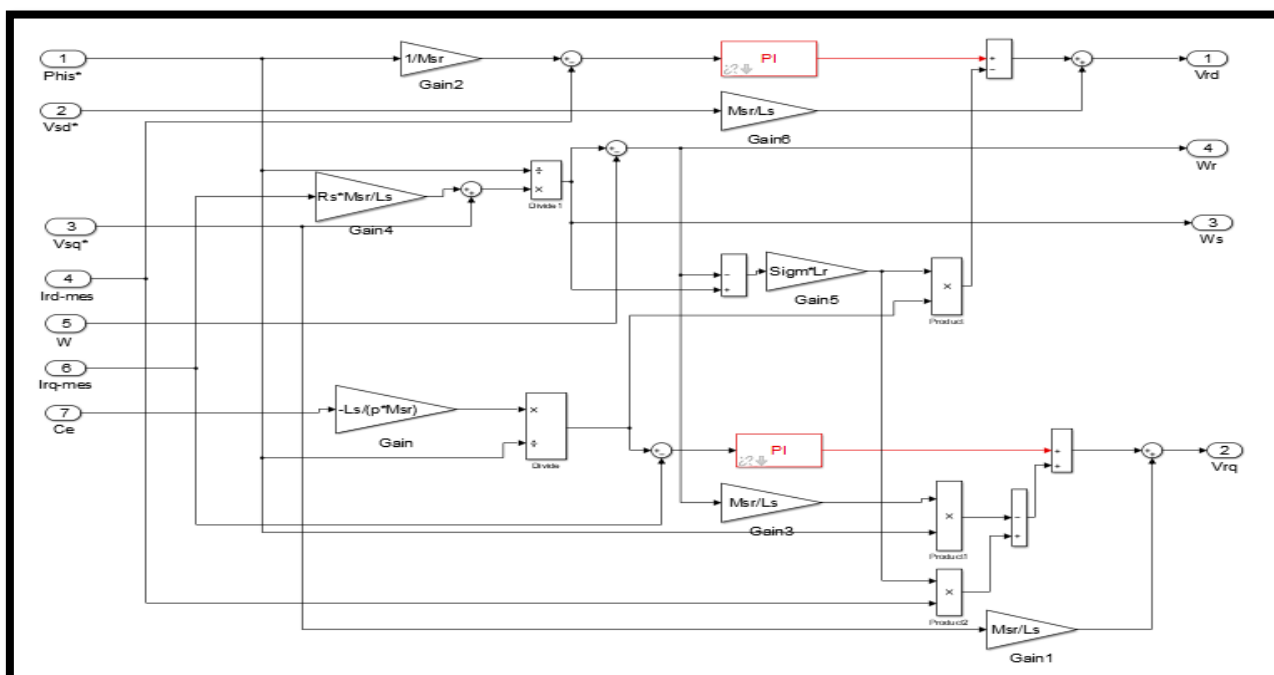 1
Phis*
1/Msr
Gain2
+
-
PI
+
-
+
+
1
Vrd
2
Vsd*
Msr/Ls
Gain6
÷
×
Divide1
+
-
4
Wr
Rs*Msr/Ls
Gain4
+
+
3
Vsq*
3
Ws
4
Ird-mes
-
+
Sigm*Lr
Gain5
×
Product
5
W
6
Irq-mes
7
Ce
-Ls/(p*Msr)
Gain
×
÷
Divide
+
-
PI
+
+
+
+
2
Vrq
Msr/Ls
Gain3
×
Product1
-
+
×
Product2
Msr/Ls
Gain1